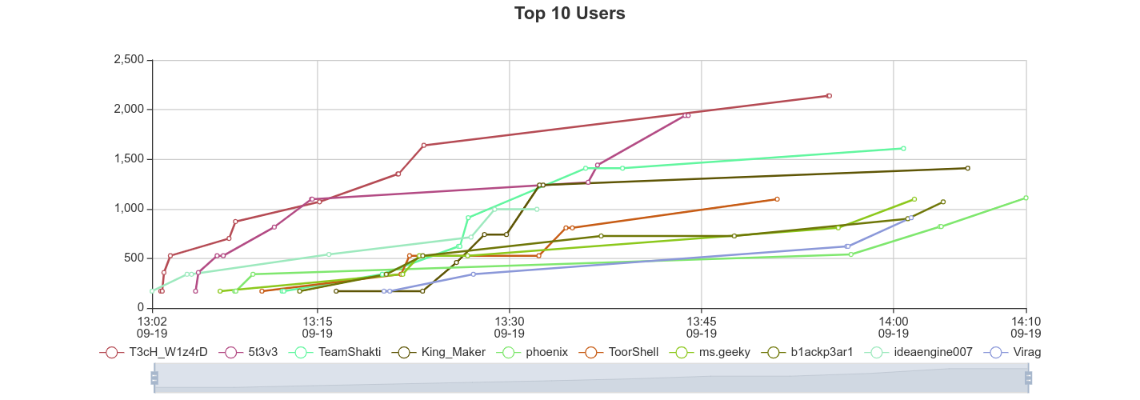 Top 10 Users
2,500
2,000
1,500
1,000
500
0
13:02 13:15 13:30 13:45 14:00 14:10
09-19 09-19 09-19 09-19 09-19 09-19
T3cH_W1z4rD 5t3v3 TeamShakti King_Maker phoenix ToorShell ms.geeky b1ackp3ar1 ideaengine007 Virag